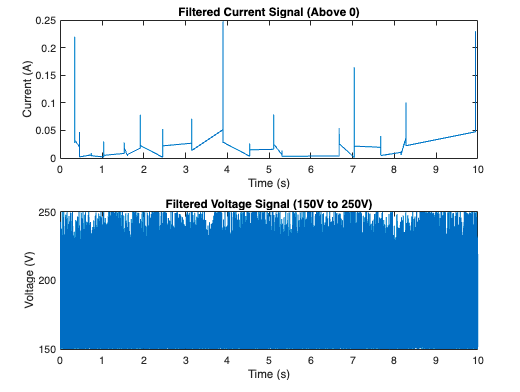 Filtered Current Signal (Above 0)
0.25
0.2
0.15
0.1
0.05
0
Current (A)
0 1 2 3 4 5 6 7 8 9 10
Time (s)
Filtered Voltage Signal (150V to 250V)
250
200
150
Voltage (V)
0 1 2 3 4 5 6 7 8 9 10
Time (s)